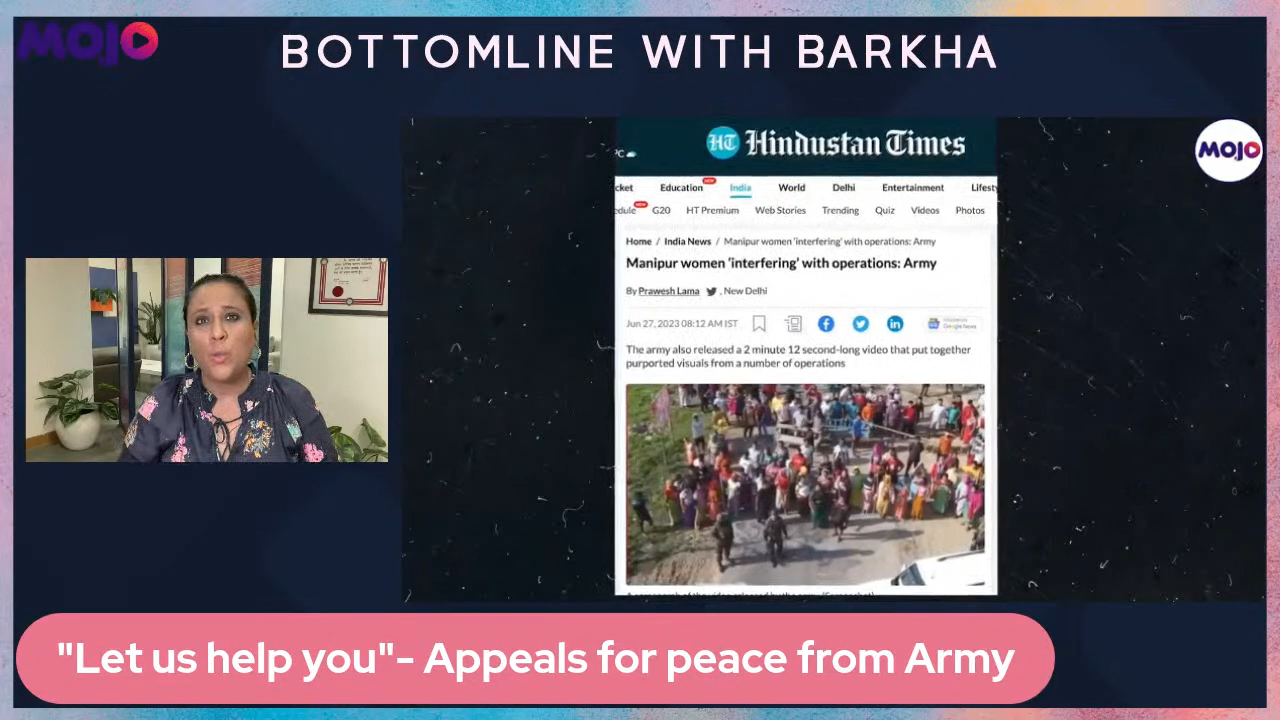 MOJO
BOTTOMLINE WITH BARKHA
MOJO
HT Hindustan Times
Education NEW India World Delhi Entertainment
G20 HT Premium Web Stories Trending Quiz Videos Photos
Home / India News / Manipur women 'interfering' with operations: Army
Manipur women 'interfering' with operations: Army
By Prawesh Lama , New Delhi
Jun 27, 2023 08:12 AM IST
Google News
The army also released a 2 minute 12 second-long video that put together
purported visuals from a number of operations
"Let us help you"- Appeals for peace from Army